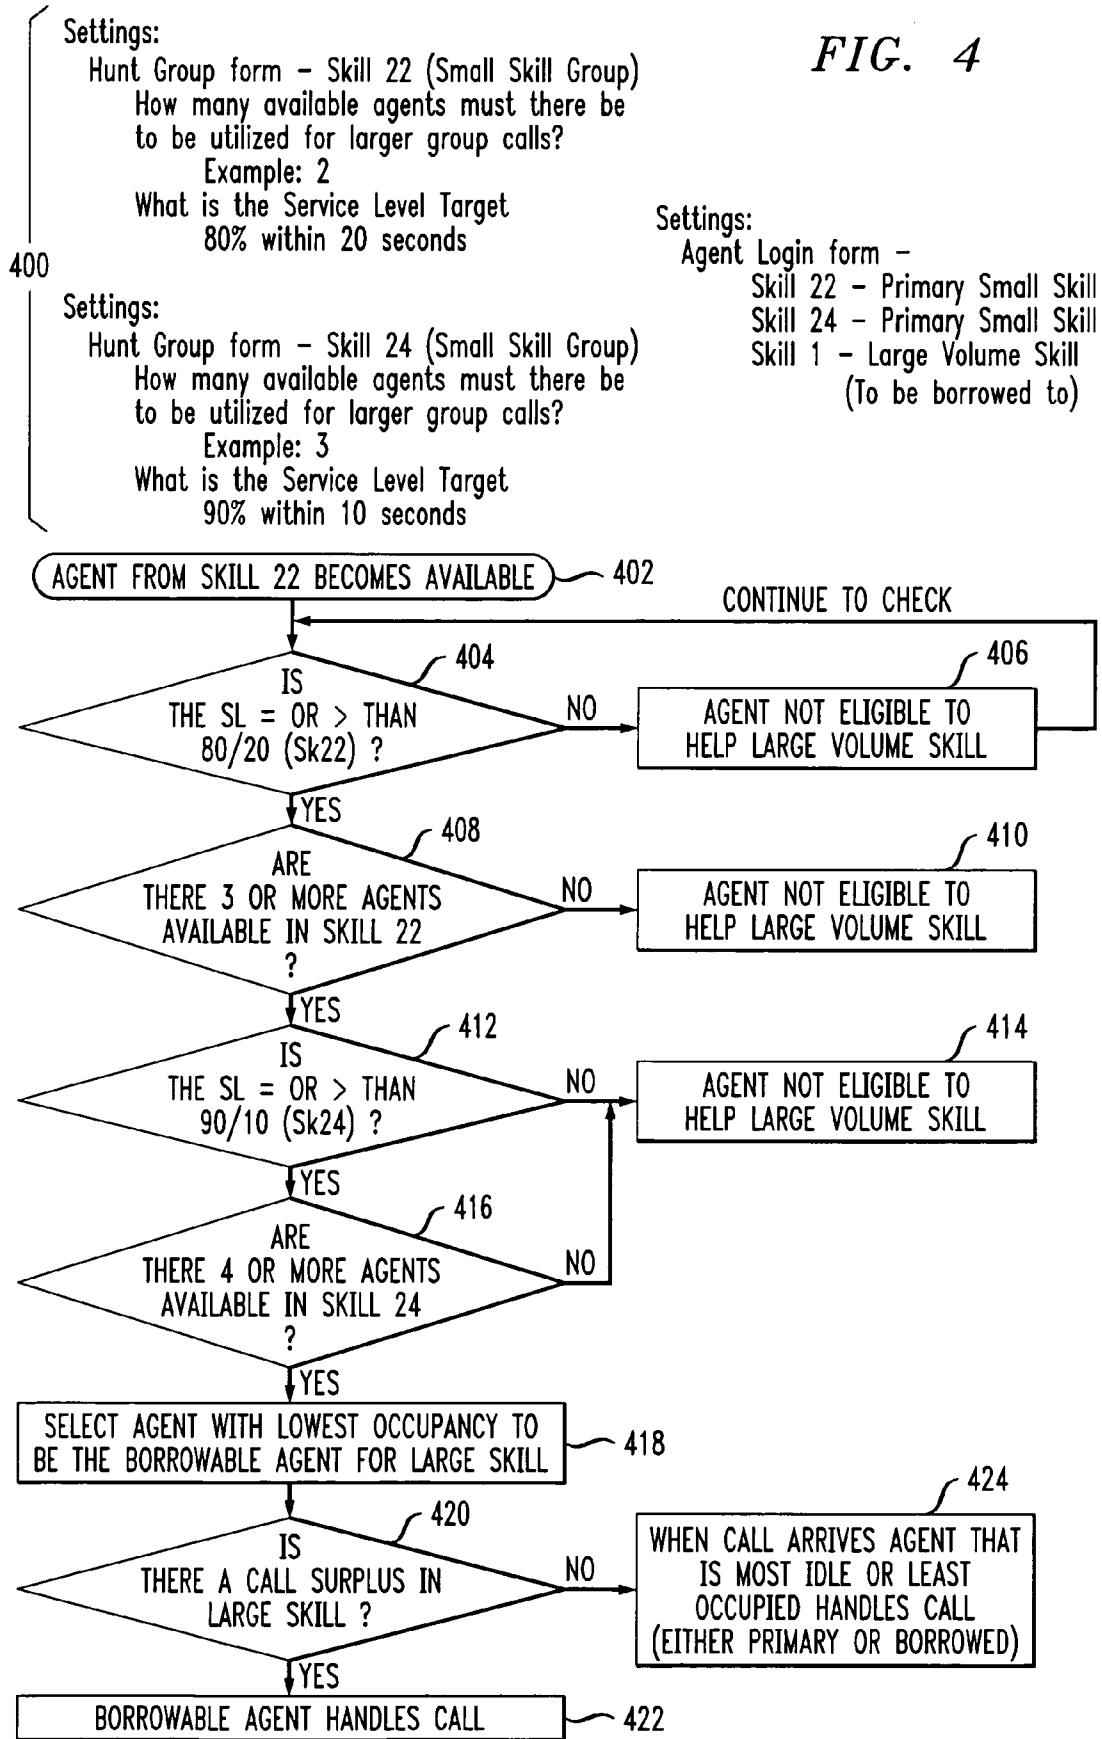 FIG. 4
400
Settings:
Hunt Group form – Skill 22 (Small Skill Group)
How many available agents must there be
to be utilized for larger group calls?
Example: 2
What is the Service Level Target
80% within 20 seconds
Settings:
Hunt Group form – Skill 24 (Small Skill Group)
How many available agents must there be
to be utilized for larger group calls?
Example: 3
What is the Service Level Target
90% within 10 seconds
Settings:
Agent Login form –
Skill 22 – Primary Small Skill
Skill 24 – Primary Small Skill
Skill 1 – Large Volume Skill
(To be borrowed to)
AGENT FROM SKILL 22 BECOMES AVAILABLE
402
CONTINUE TO CHECK
404
IS
THE SL = OR > THAN
80/20 (Sk22) ?
NO
406
AGENT NOT ELIGIBLE TO
HELP LARGE VOLUME SKILL
YES
408
ARE
THERE 3 OR MORE AGENTS
AVAILABLE IN SKILL 22
?
NO
410
AGENT NOT ELIGIBLE TO
HELP LARGE VOLUME SKILL
YES
412
IS
THE SL = OR > THAN
90/10 (Sk24) ?
NO
414
AGENT NOT ELIGIBLE TO
HELP LARGE VOLUME SKILL
YES
416
ARE
THERE 4 OR MORE AGENTS
AVAILABLE IN SKILL 24
?
NO
YES
SELECT AGENT WITH LOWEST OCCUPANCY TO
BE THE BORROWABLE AGENT FOR LARGE SKILL
418
420
IS
THERE A CALL SURPLUS IN
LARGE SKILL ?
NO
424
WHEN CALL ARRIVES AGENT THAT
IS MOST IDLE OR LEAST
OCCUPIED HANDLES CALL
(EITHER PRIMARY OR BORROWED)
YES
BORROWABLE AGENT HANDLES CALL
422